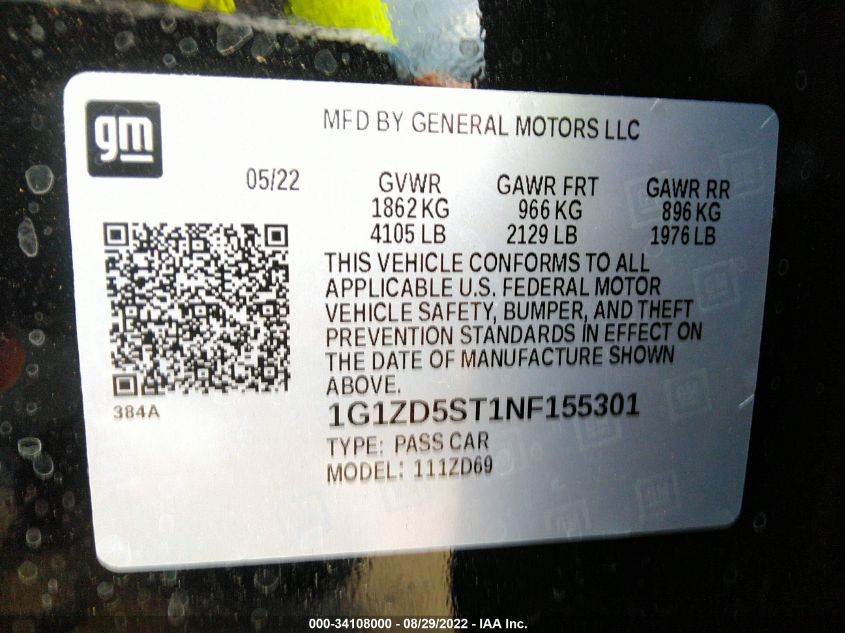 gm
MFD BY GENERAL MOTORS LLC
05/22
GVWR GAWR FRT GAWR RR
1862 KG 966 KG 896 KG
4105 LB 2129 LB 1976 LB
THIS VEHICLE CONFORMS TO ALL
APPLICABLE U.S. FEDERAL MOTOR
VEHICLE SAFETY, BUMPER, AND THEFT
PREVENTION STANDARDS IN EFFECT ON
THE DATE OF MANUFACTURE SHOWN
ABOVE.
384A
1G1ZD5ST1NF155301
TYPE: PASS CAR
MODEL: 111ZD69
000-34108000 - 08/29/2022 - IAA Inc.